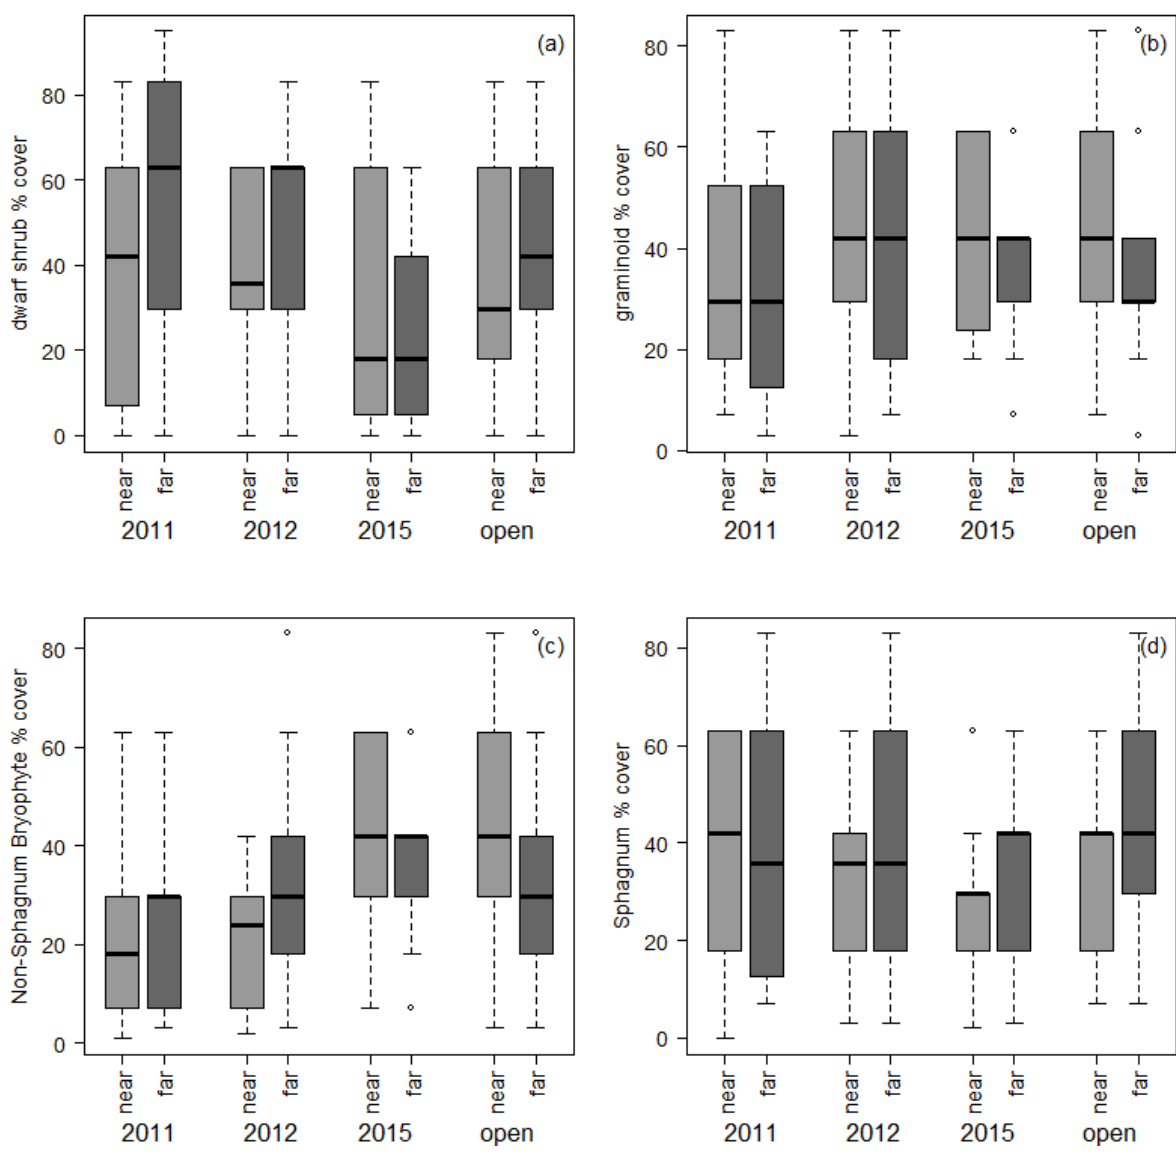 (a)
dwarf shrub % cover
80
60
40
20
0
near far near far near far near far
2011 2012 2015 open
(b)
graminoid % cover
80
60
40
20
0
near far near far near far near far
2011 2012 2015 open
(c)
Non-Sphagnum Bryophyte % cover
80
60
40
20
0
near far near far near far near far
2011 2012 2015 open
(d)
Sphagnum % cover
80
60
40
20
0
near far near far near far near far
2011 2012 2015 open